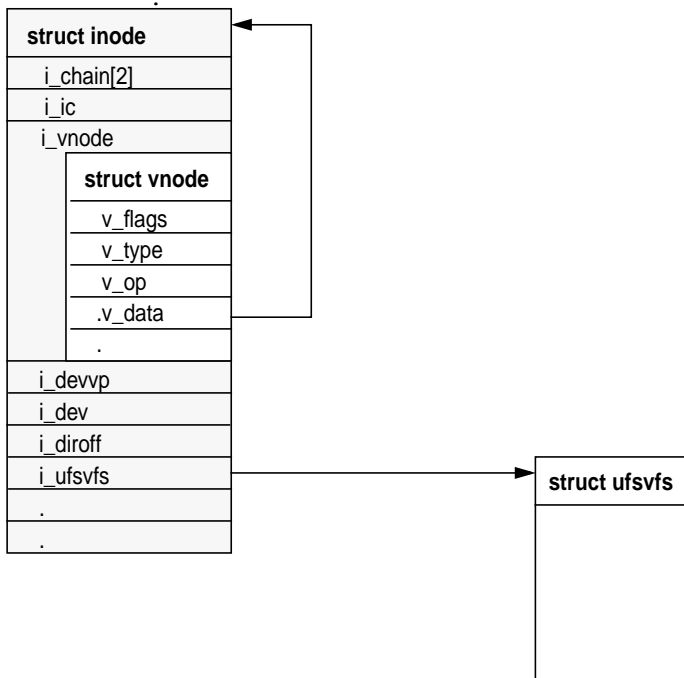 .
struct inode
i_chain[2]
i_ic
i_vnode
struct vnode
v_flags
v_type
v_op
.v_data
.
i_devvp
i_dev
i_diroff
i_ufsvfs
struct ufsvfs
.
.